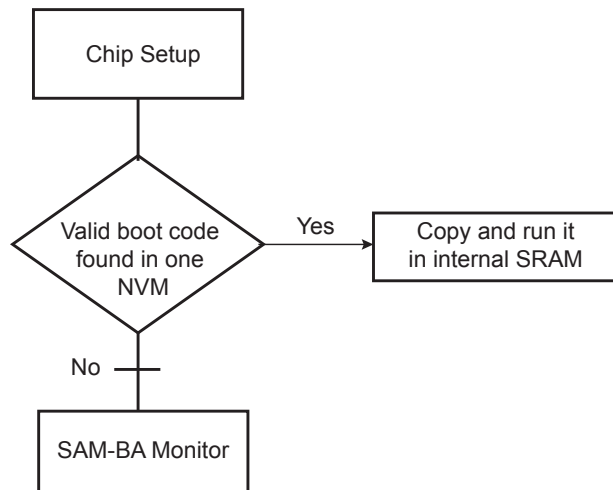 Chip Setup
Valid boot code
found in one
NVM
Yes
Copy and run it
in internal SRAM
No
SAM-BA Monitor